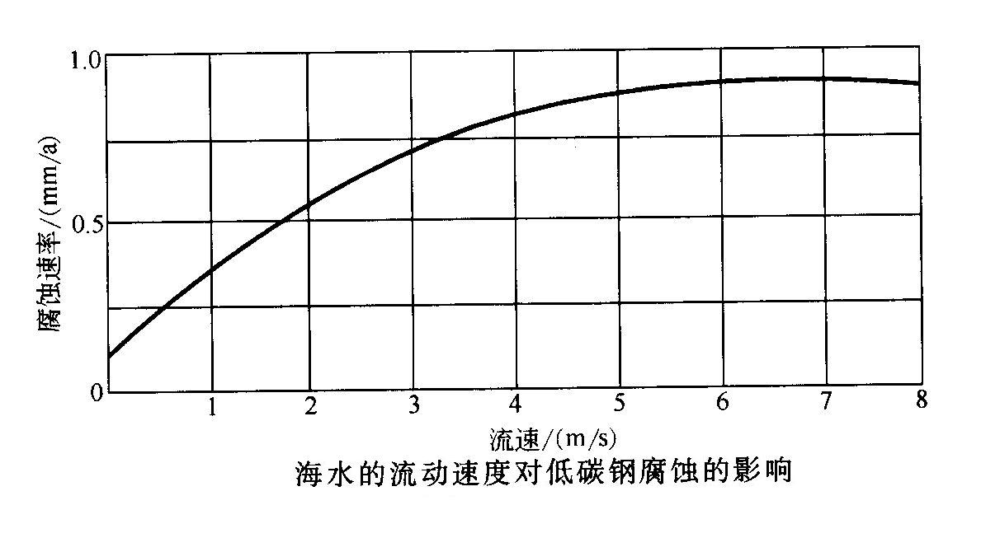 1.0
0.5
0
腐蚀速率/(mm/a)
1 2 3 4 5 6 7 8
流速/(m/s)
海水的流动速度对低碳钢腐蚀的影响